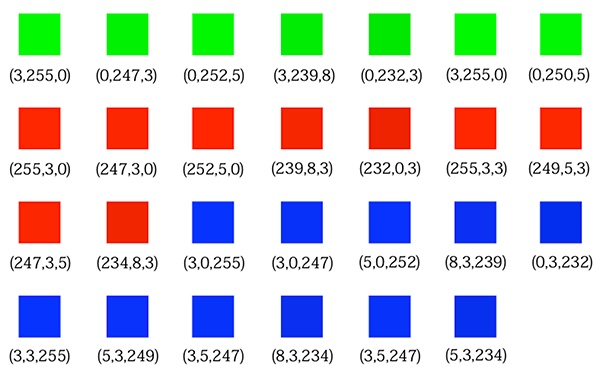 (3,255,0) (0,247,3) (0,252,5) (3,239,8) (0,232,3) (3,255,0) (0,250,5)
(255,3,0) (247,3,0) (252,5,0) (239,8,3) (232,0,3) (255,3,3) (249,5,3)
(247,3,5) (234,8,3) (3,0,255) (3,0,247) (5,0,252) (8,3,239) (0,3,232)
(3,3,255) (5,3,249) (3,5,247) (8,3,234) (3,5,247) (5,3,234)